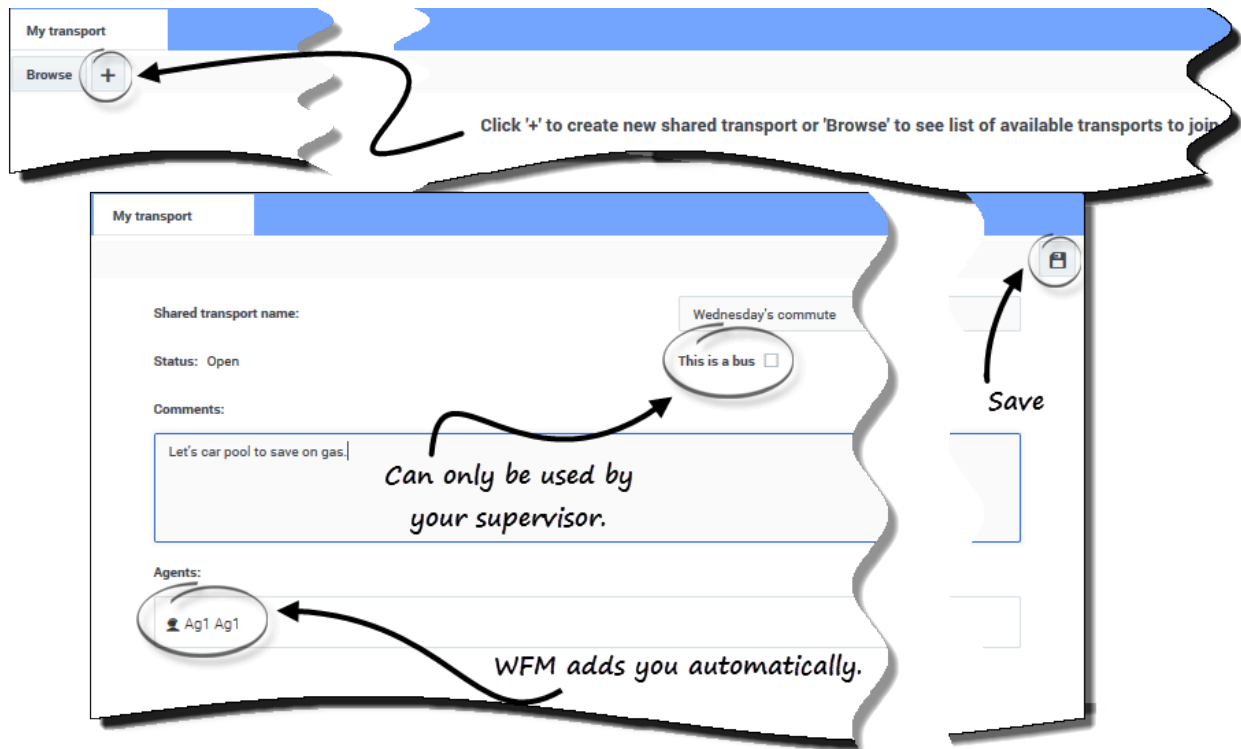 My transport
Browse +
Click '+' to create new shared transport or 'Browse' to see list of available transports to join
My transport
Shared transport name: Wednesday's commute
Status: Open This is a bus
Save
Comments:
Let's car pool to save on gas.
Can only be used by
your supervisor.
Agents:
Ag1 Ag1
WFM adds you automatically.